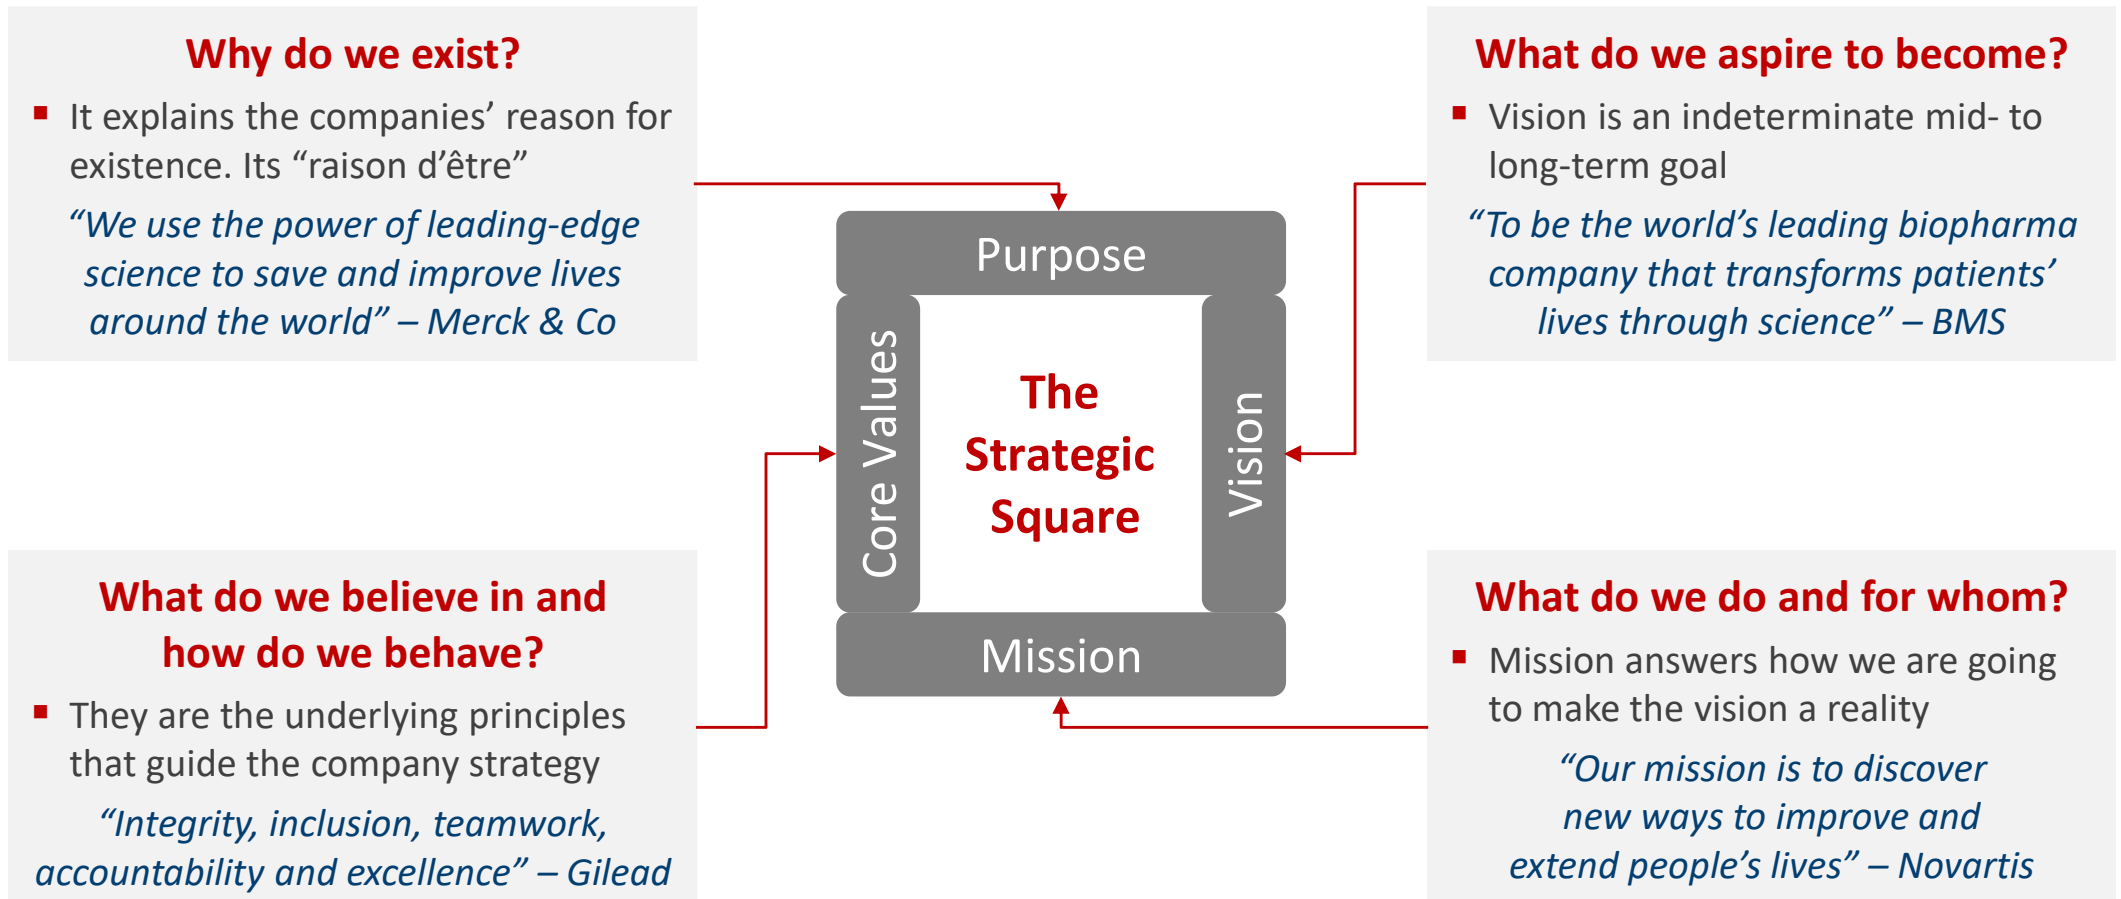 Why do we exist?
▪ It explains the companies’ reason for
existence. Its “raison d’être”
“We use the power of leading-edge
science to save and improve lives
around the world” – Merck & Co
What do we aspire to become?
▪ Vision is an indeterminate mid- to
long-term goal
“To be the world’s leading biopharma
company that transforms patients’
lives through science” – BMS
Purpose
Core Values
The
Strategic
Square
Vision
Mission
What do we believe in and
how do we behave?
▪ They are the underlying principles
that guide the company strategy
“Integrity, inclusion, teamwork,
accountability and excellence” – Gilead
What do we do and for whom?
▪ Mission answers how we are going
to make the vision a reality
“Our mission is to discover
new ways to improve and
extend people’s lives” – Novartis